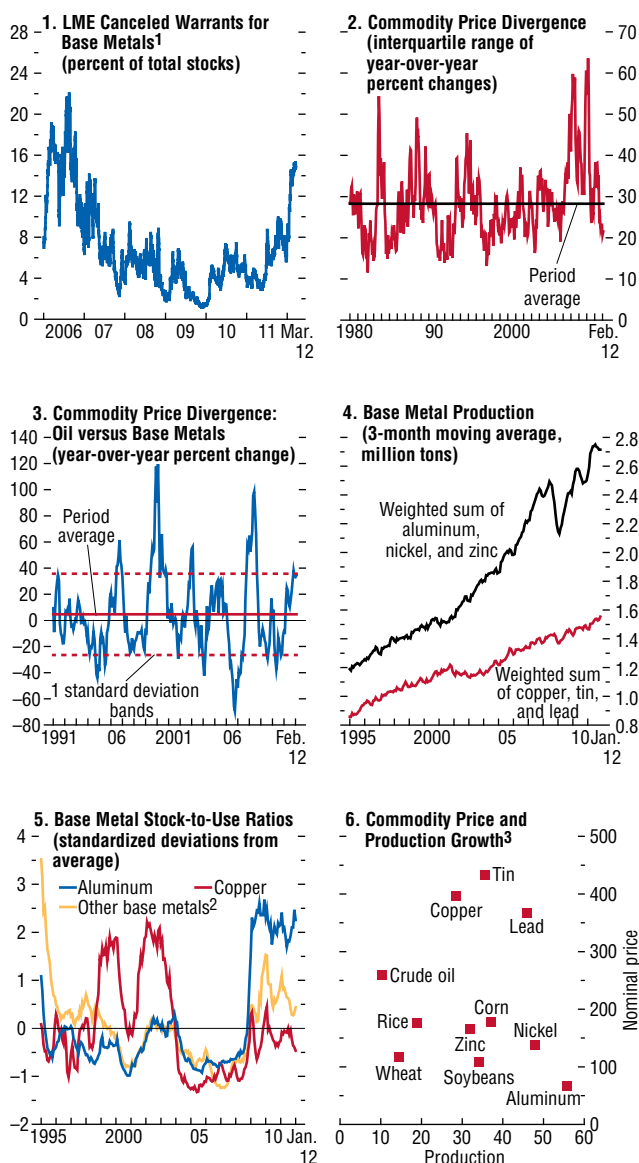 1. LME Canceled Warrants for
Base Metals1
(percent of total stocks)
28
24
20
16
12
8
4
0
2006 07 08 09 10 11 Mar.
12
2. Commodity Price Divergence
(interquartile range of
year-over-year
percent changes)
70
60
50
40
30
20
10
0
Period
average
1980 90 2000 Feb.
12
3. Commodity Price Divergence:
Oil versus Base Metals
(year-over-year percent change)
140
120
100
80
60
40
20
0
−20
−40
−60
−80
Period
average
1 standard deviation
bands
1991 06 2001 06 Feb.
12
4. Base Metal Production
(3-month moving average,
million tons)
2.8
2.6
2.4
2.2
2.0
1.8
1.6
1.4
1.2
1.0
0.8
Weighted sum of
aluminum,
nickel, and zinc
Weighted sum
of copper, tin,
and lead
1995 2000 05 10 Jan.
12
5. Base Metal Stock-to-Use Ratios
(standardized deviations from
average)
4
3
2
1
0
−1
−2
Aluminum Copper
Other base metals2
1995 2000 05 10 Jan.
12
6. Commodity Price and
Production Growth3
500
400
300
200
100
0
Nominal price
Tin
Copper
Lead
Crude oil
Rice
Corn
Zinc
Nickel
Wheat
Soybeans
Aluminum
0 10 20 30 40 50 60
Production